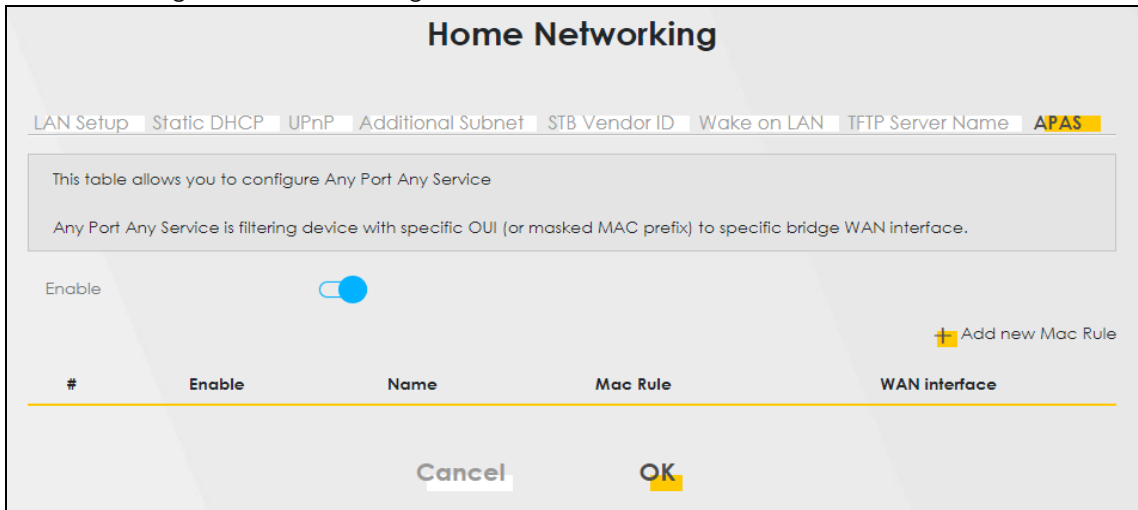 Home Networking
LAN Setup Static DHCP UPnP Additional Subnet STB Vendor ID Wake on LAN TFTP Server Name APAS
This table allows you to configure Any Port Any Service
Any Port Any Service is filtering device with specific OUI (or masked MAC prefix) to specific bridge WAN interface.
Enable
+ Add new Mac Rule
# Enable Name Mac Rule WAN interface
Cancel OK